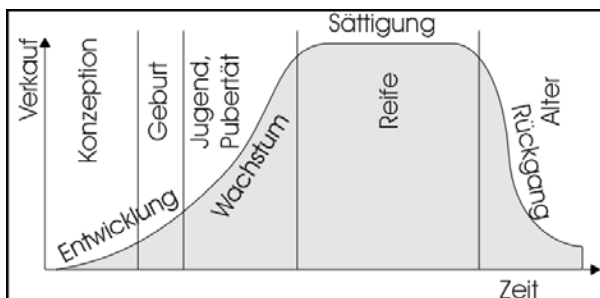 Sättigung
Verkauf
Konzeption
Geburt
Jugend,
Pubertät
Reife
Alter
Entwicklung
Wachstum
Rückgang
Zeit